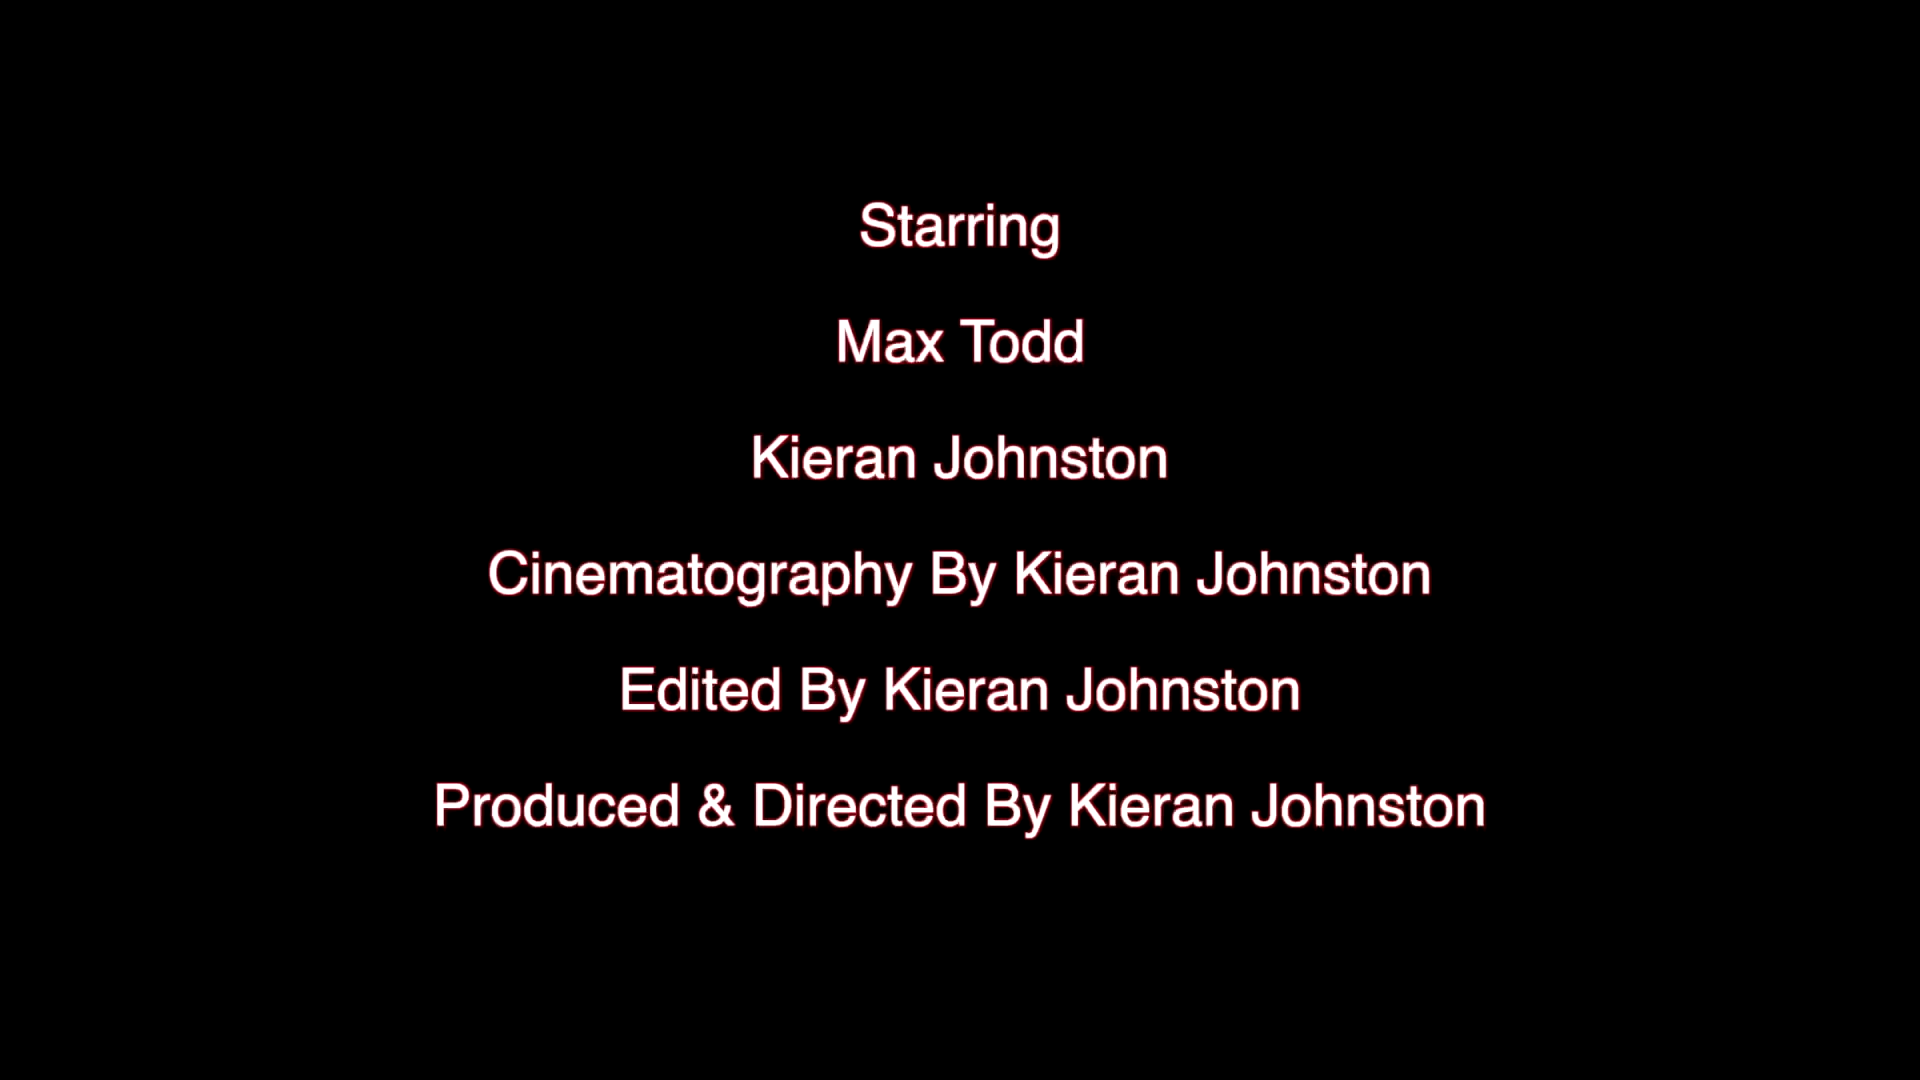 Starring
Max Todd
Kieran Johnston
Cinematography By Kieran Johnston
Edited By Kieran Johnston
Produced & Directed By Kieran Johnston